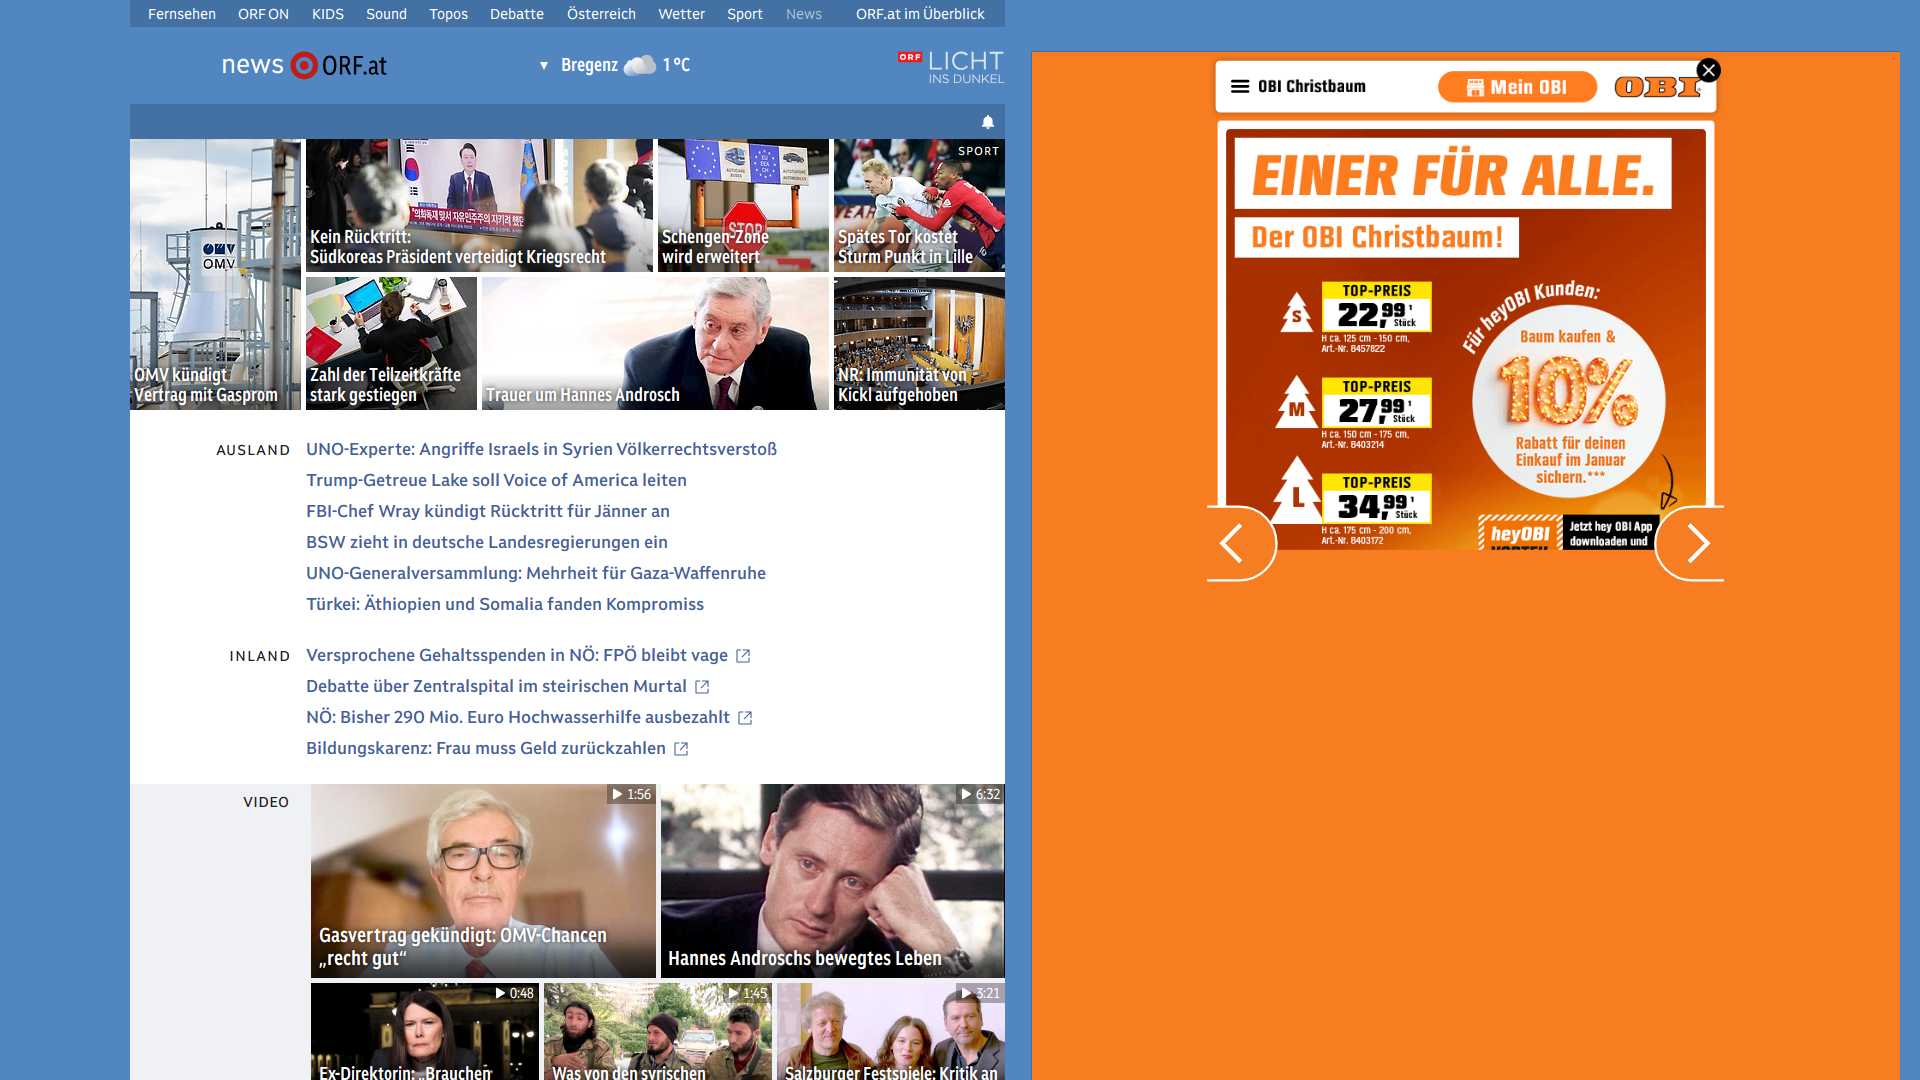 Fernsehen ORF ON KIDS Sound Topos Debatte Österreich Wetter Sport News ORF.at im Überblick
news ORF.at
▼ Bregenz 1 °C
ORF LICHT
INS DUNKEL
OMV
OMV
OMV kündigt
Vertrag mit Gasprom
Kein Rücktritt:
Südkoreas Präsident verteidigt Kriegsrecht
STOP
Schengen-Zone
wird erweitert
SPORT
Spätes Tor kostet
Sturm Punkt in Lille
Zahl der Teilzeitkräfte
stark gestiegen
Trauer um Hannes Androsch
NR: Immunität von
Kickl aufgehoben
AUSLAND
UNO-Experte: Angriffe Israels in Syrien Völkerrechtsverstoß
Trump-Getreue Lake soll Voice of America leiten
FBI-Chef Wray kündigt Rücktritt für Jänner an
BSW zieht in deutsche Landesregierungen ein
UNO-Generalversammlung: Mehrheit für Gaza-Waffenruhe
Türkei: Äthiopien und Somalia fanden Kompromiss
INLAND
Versprochene Gehaltsspenden in NÖ: FPÖ bleibt vage
Debatte über Zentralspital im steirischen Murtal
NÖ: Bisher 290 Mio. Euro Hochwasserhilfe ausbezahlt
Bildungskarenz: Frau muss Geld zurückzahlen
VIDEO
1:56
Gasvertrag gekündigt: OMV-Chancen
„recht gut“
6:32
Hannes Androschs bewegtes Leben
0:48
Ex-Direktorin: „Brauchen
1:45
Was von den syrischen
3:21
Salzburger Festspiele: Kritik an
OBI Christbaum
Mein OBI
OBI
EINER FÜR ALLE.
Der OBI Christbaum!
S
TOP-PREIS
22,99 ¹
Stück
H ca. 125 cm - 150 cm,
Art.-Nr. 8457822
M
TOP-PREIS
27,99 ¹
Stück
H ca. 150 cm - 175 cm,
Art.-Nr. 8403214
L
TOP-PREIS
34,99 ¹
Stück
H ca. 175 cm - 200 cm,
Art.-Nr. 8403172
Für heyOBI Kunden:
Baum kaufen &
10%
Rabatt für deinen
Einkauf im Januar
sichern.***
heyOBI
Jetzt hey OBI App
downloaden und